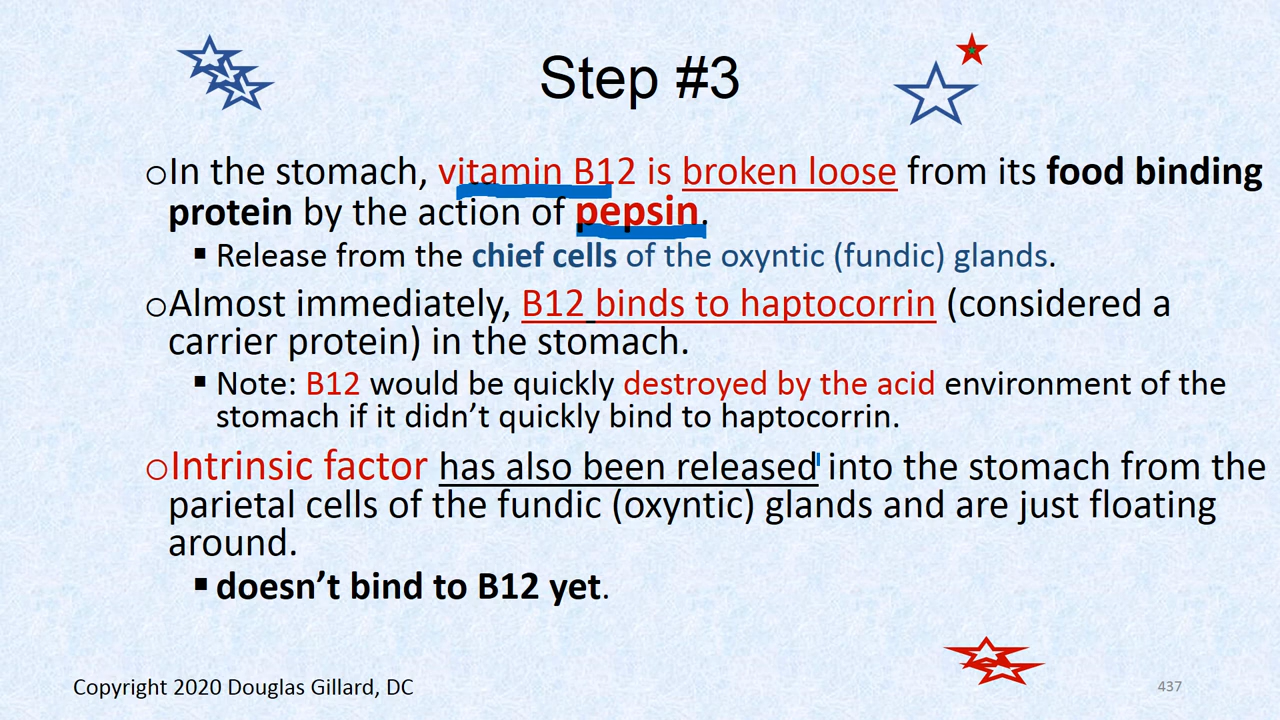 Step #3
oIn the stomach, vitamin B12 is broken loose from its food binding
protein by the action of pepsin.
▪ Release from the chief cells of the oxyntic (fundic) glands.
oAlmost immediately, B12 binds to haptocorrin (considered a
carrier protein) in the stomach.
▪ Note: B12 would be quickly destroyed by the acid environment of the
stomach if it didn’t quickly bind to haptocorrin.
oIntrinsic factor has also been released into the stomach from the
parietal cells of the fundic (oxyntic) glands and are just floating
around.
▪ doesn’t bind to B12 yet.
Copyright 2020 Douglas Gillard, DC
437